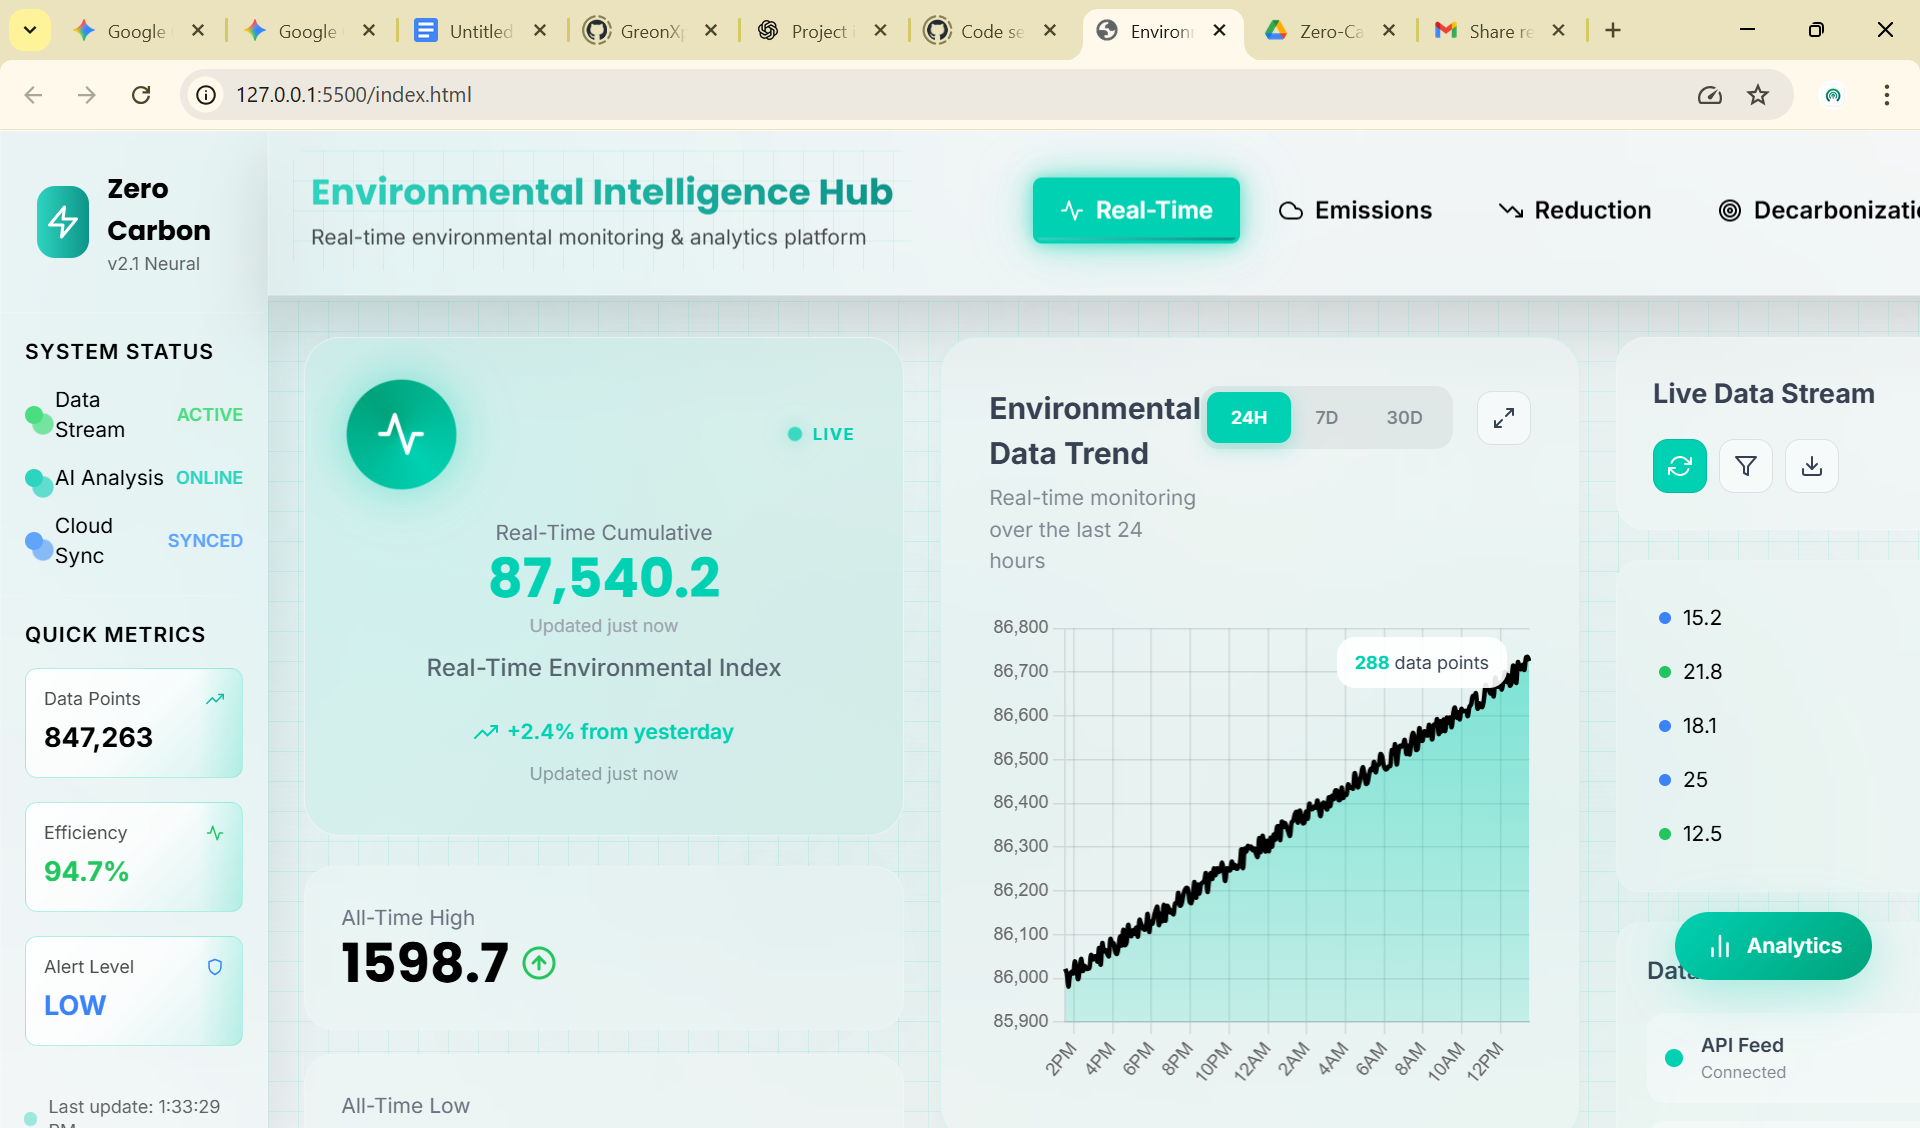 Google
Google
Untitled
GreonX
Project
Code se
Environ
Zero-Ca
Share re
127.0.0.1:5500/index.html
Zero
Carbon
v2.1 Neural
Environmental Intelligence Hub
Real-time environmental monitoring & analytics platform
Real-Time
Emissions
Reduction
Decarbonizatio
SYSTEM STATUS
Data
Stream
ACTIVE
AI Analysis
ONLINE
Cloud
Sync
SYNCED
QUICK METRICS
Data Points
847,263
Efficiency
94.7%
Alert Level
LOW
Last update: 1:33:29
PM
LIVE
Real-Time Cumulative
87,540.2
Updated just now
Real-Time Environmental Index
+2.4% from yesterday
Updated just now
All-Time High
1598.7
All-Time Low
Environmental
Data Trend
24H
7D
30D
Real-time monitoring
over the last 24
hours
288 data points
86,800
86,700
86,600
86,500
86,400
86,300
86,200
86,100
86,000
85,900
2PM
4PM
6PM
8PM
10PM
12AM
2AM
4AM
6AM
8AM
10AM
12PM
Live Data Stream
15.2
21.8
18.1
25
12.5
Analytics
Data
API Feed
Connected